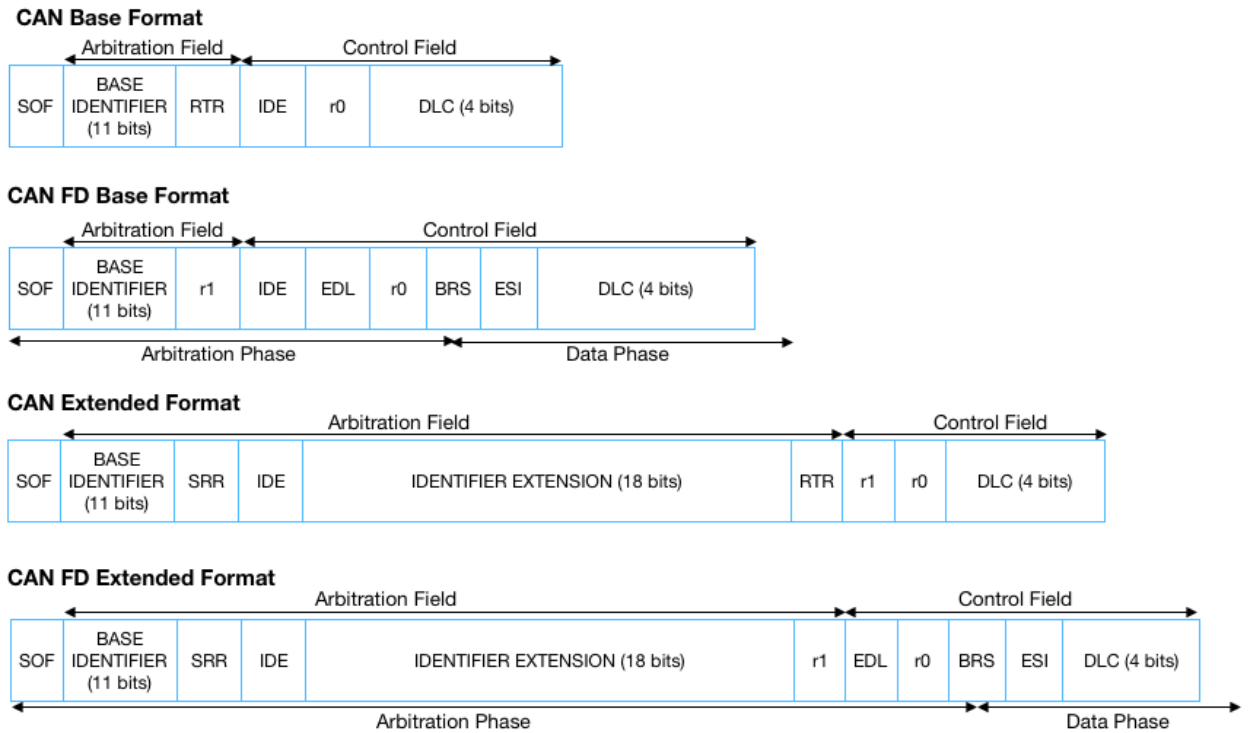 CAN Base Format
Arbitration Field Control Field
SOF BASE IDENTIFIER (11 bits) RTR IDE r0 DLC (4 bits)
CAN FD Base Format
Arbitration Field Control Field
SOF BASE IDENTIFIER (11 bits) r1 IDE EDL r0 BRS ESI DLC (4 bits)
Arbitration Phase Data Phase
CAN Extended Format
Arbitration Field Control Field
SOF BASE IDENTIFIER (11 bits) SRR IDE IDENTIFIER EXTENSION (18 bits) RTR r1 r0 DLC (4 bits)
CAN FD Extended Format
Arbitration Field Control Field
SOF BASE IDENTIFIER (11 bits) SRR IDE IDENTIFIER EXTENSION (18 bits) r1 EDL r0 BRS ESI DLC (4 bits)
Arbitration Phase Data Phase